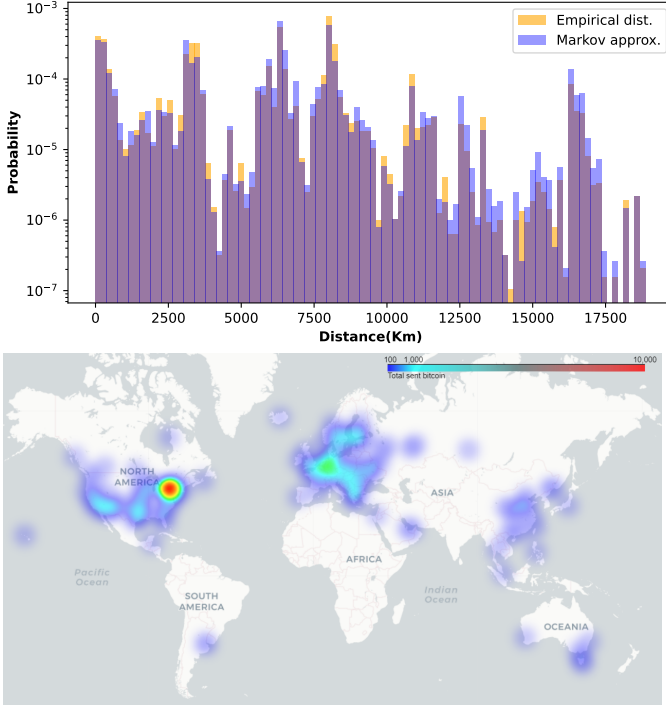 10⁻³
10⁻⁴
10⁻⁵
10⁻⁶
10⁻⁷
Probability
Empirical dist.
Markov approx.
0 2500 5000 7500 10000 12500 15000 17500
Distance(Km)
100 1,000 10,000
Total sent bitcoin
NORTH
AMERICA
ASIA
AFRICA
Pacific
Ocean
Indian
Ocean
SOUTH
AMERICA
OCEANIA